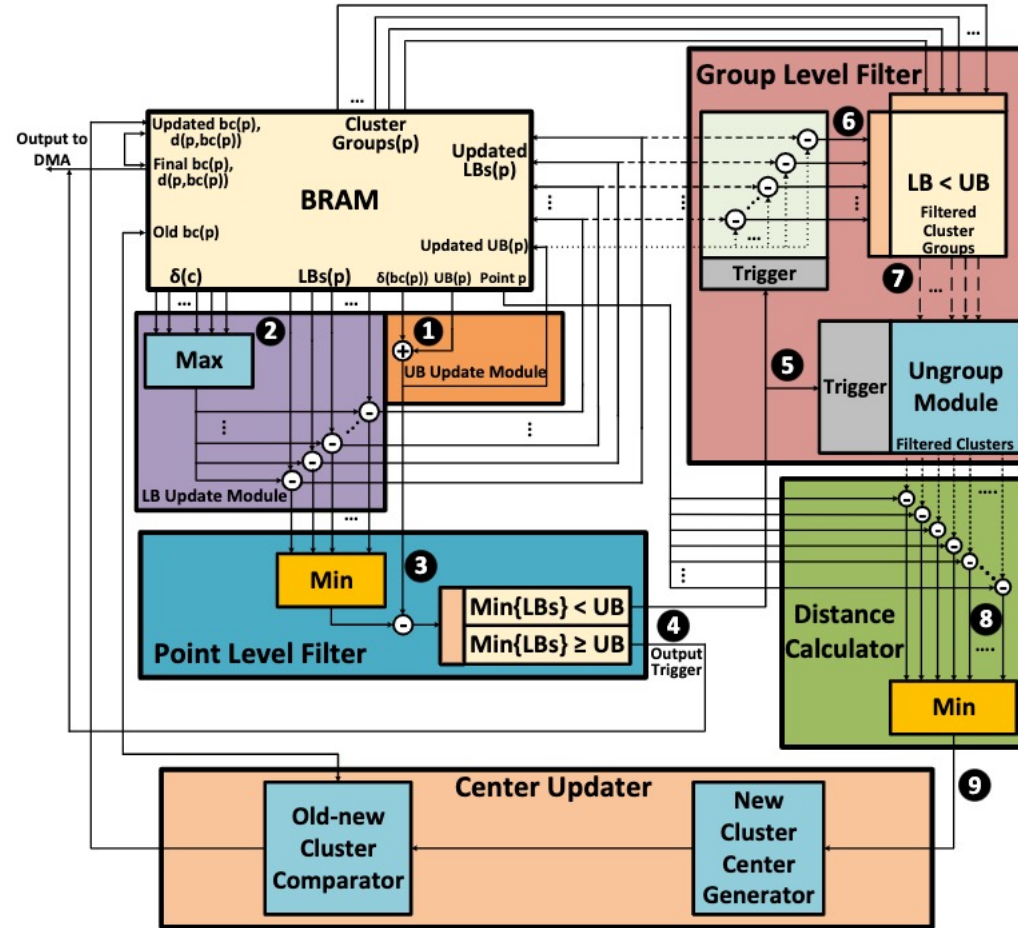 ...
Group Level Filter
6
...
Updated bc(p),
d(p,bc(p))
Cluster
Groups(p)
Output to
DMA
Final bc(p),
d(p,bc(p))
Updated
LBs(p)
LB < UB
Filtered
Cluster
Groups
BRAM
...
Old bc(p)
Updated UB(p)
Trigger
7
...
δ(c)
LBs(p)
δ(bc(p))
UB(p)
Point p
...
...
2
1
Max
+
UB Update Module
5
Trigger
Ungroup
Module
Filtered Clusters
...
-
-
-
-
LB Update Module
...
....
-
-
-
-
-
-
Min
3
Min{LBs} < UB
Min{LBs} ≥ UB
-
4
Output
Trigger
Point Level Filter
...
8
Distance
Calculator
....
Min
Center Updater
9
Old-new
Cluster
Comparator
New
Cluster
Center
Generator